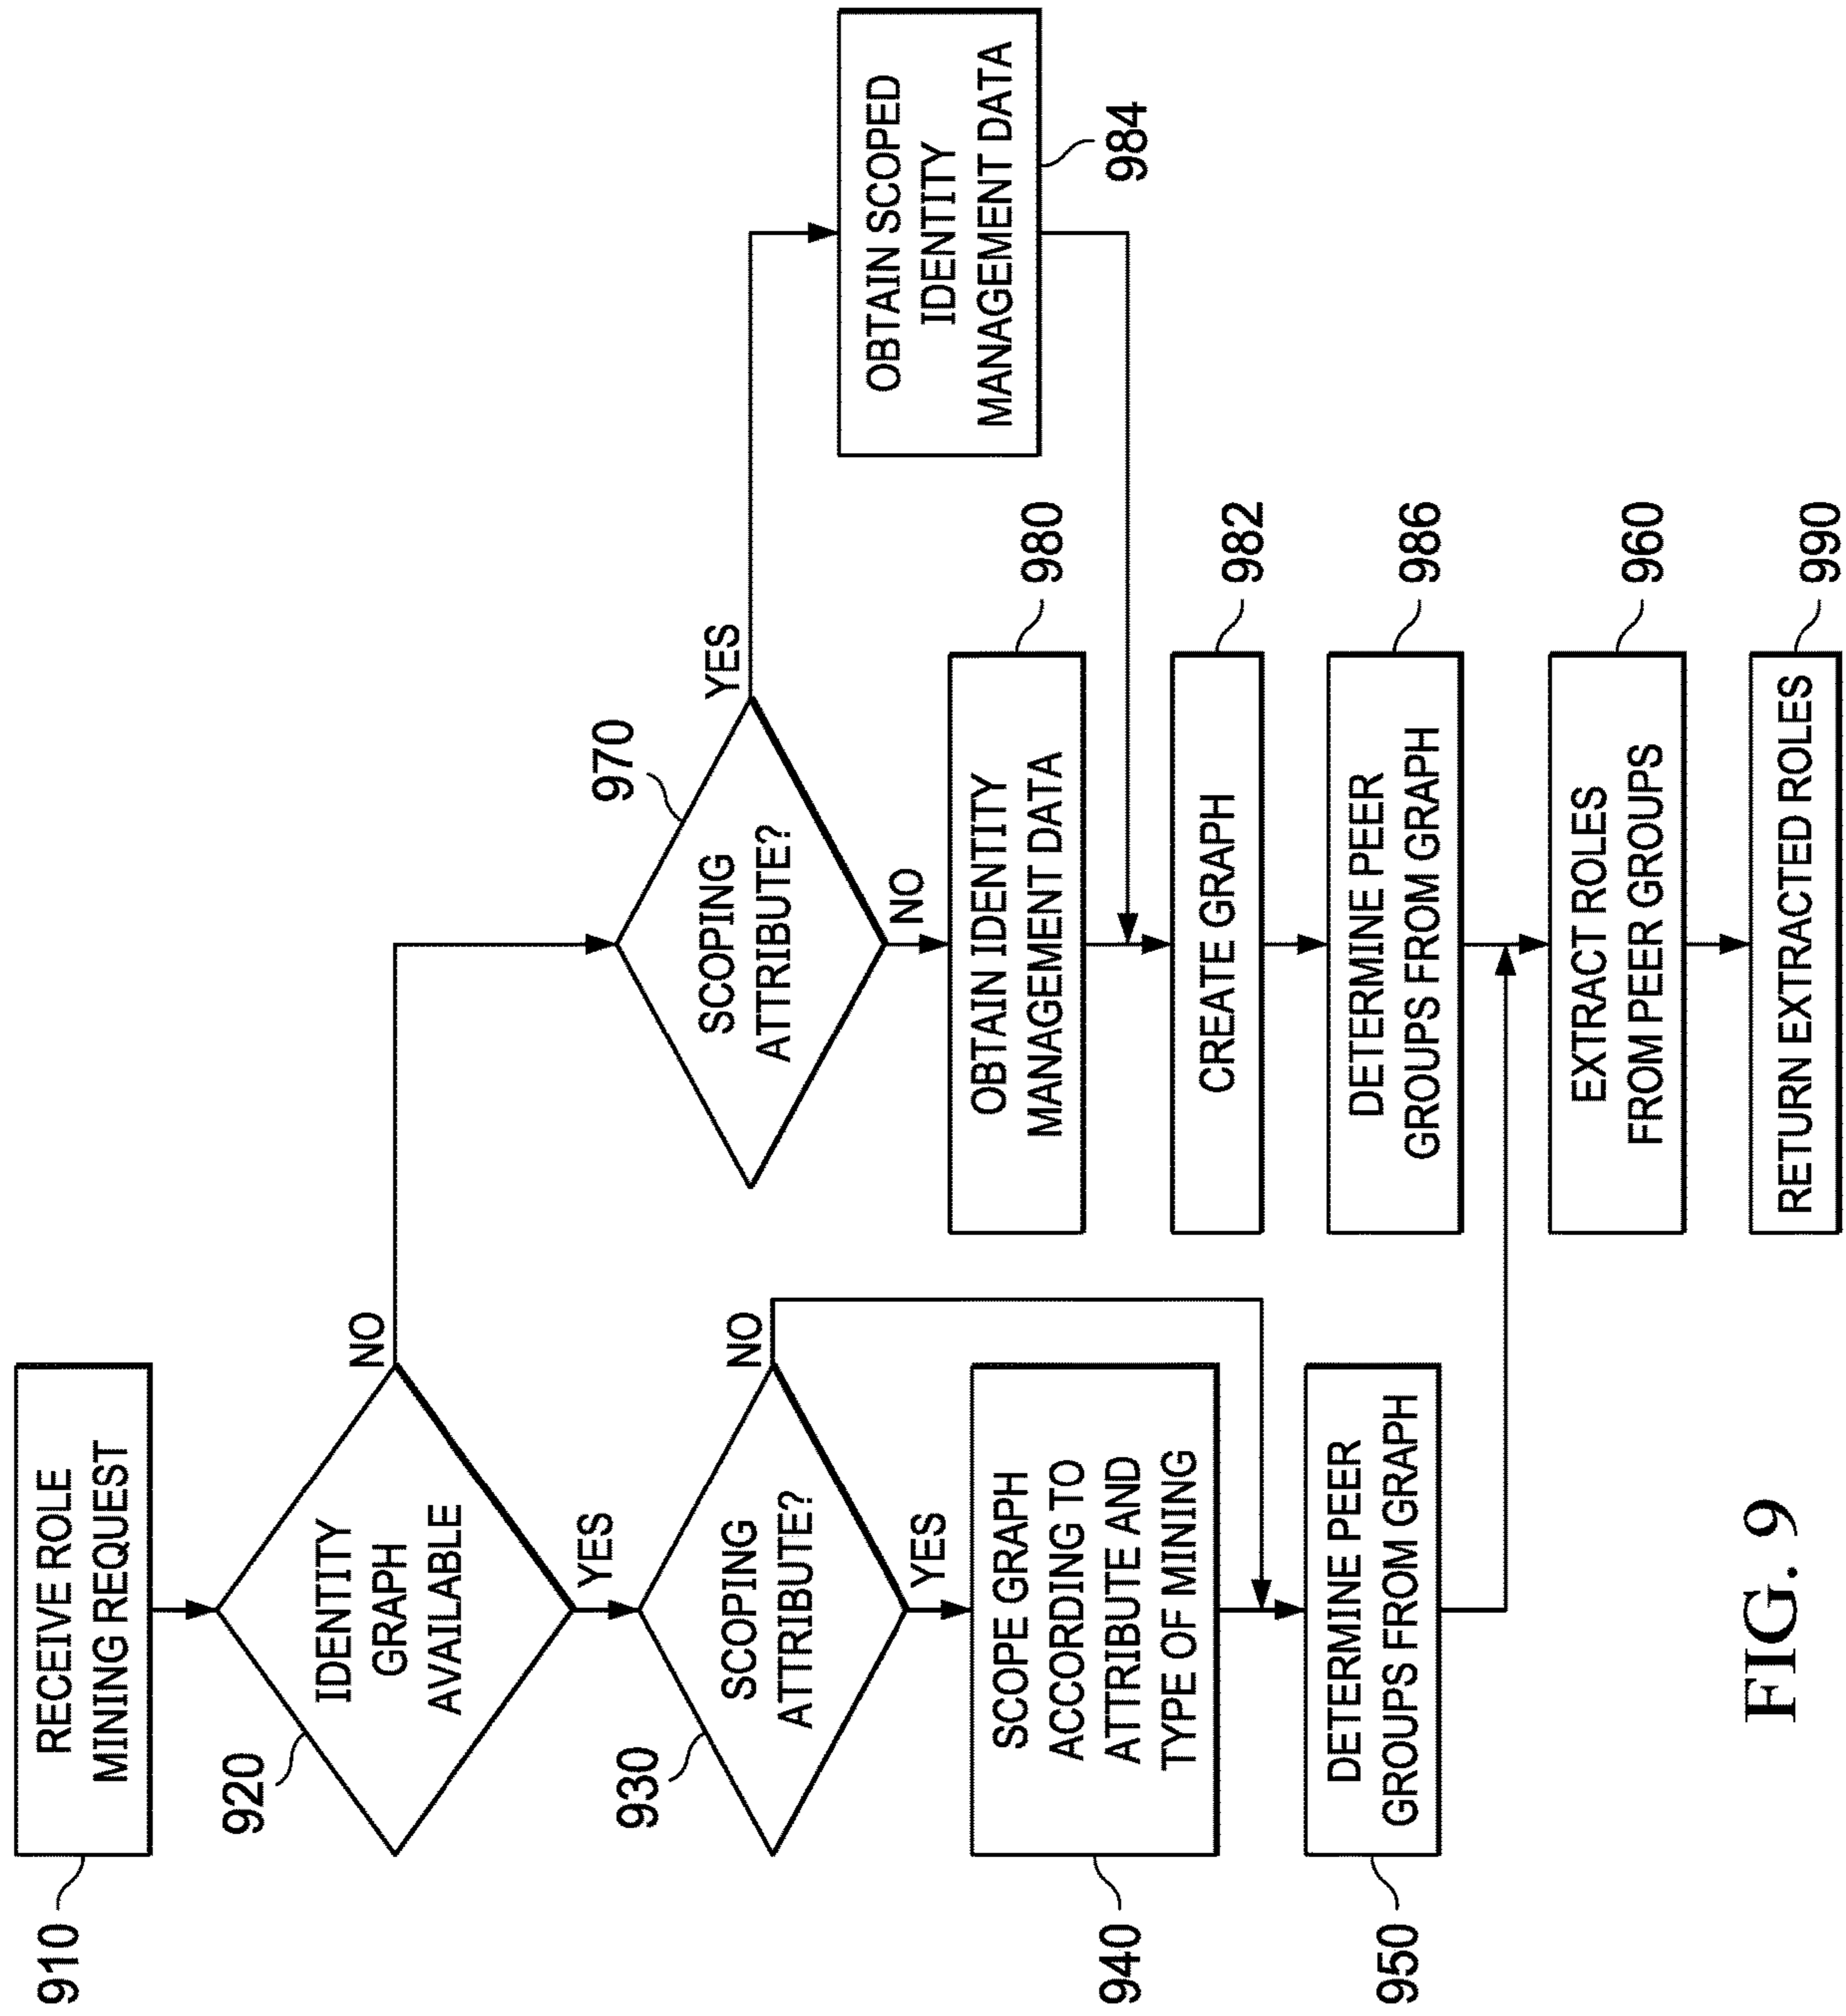 910
RECEIVE ROLE
MINING REQUEST
920
IDENTITY
GRAPH
AVAILABLE
NO
YES
930
SCOPING
ATTRIBUTE?
NO
YES
940
SCOPE GRAPH
ACCORDING TO
ATTRIBUTE AND
TYPE OF MINING
950
DETERMINE PEER
GROUPS FROM GRAPH
970
SCOPING
ATTRIBUTE?
YES
NO
OBTAIN SCOPED
IDENTITY
MANAGEMENT DATA
984
OBTAIN IDENTITY
MANAGEMENT DATA
980
CREATE GRAPH
982
DETERMINE PEER
GROUPS FROM GRAPH
986
EXTRACT ROLES
FROM PEER GROUPS
960
RETURN EXTRACTED ROLES
990
FIG. 9